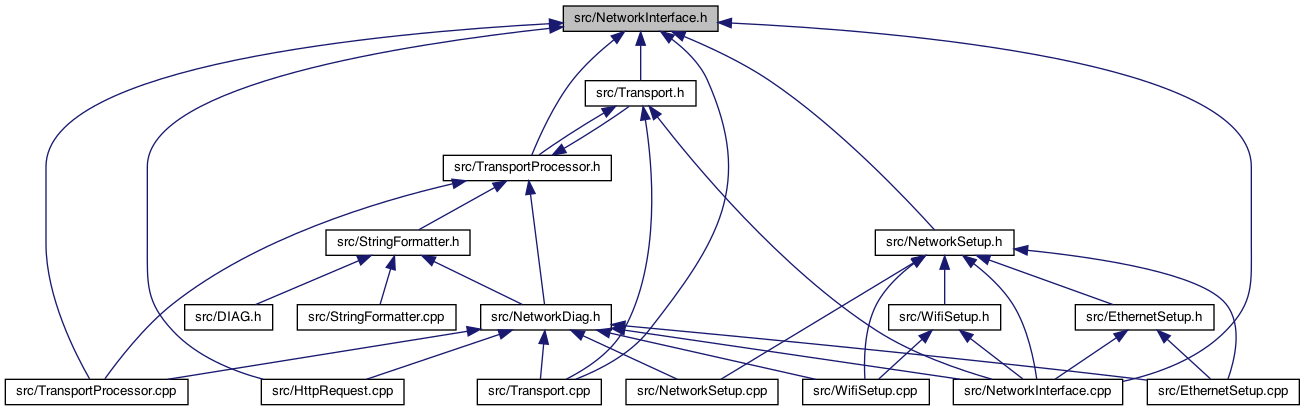 src/NetworkInterface.h
src/Transport.h
src/TransportProcessor.h
src/StringFormatter.h
src/NetworkSetup.h
src/DIAG.h
src/StringFormatter.cpp
src/NetworkDiag.h
src/WifiSetup.h
src/EthernetSetup.h
src/TransportProcessor.cpp
src/HttpRequest.cpp
src/Transport.cpp
src/NetworkSetup.cpp
src/WifiSetup.cpp
src/NetworkInterface.cpp
src/EthernetSetup.cpp